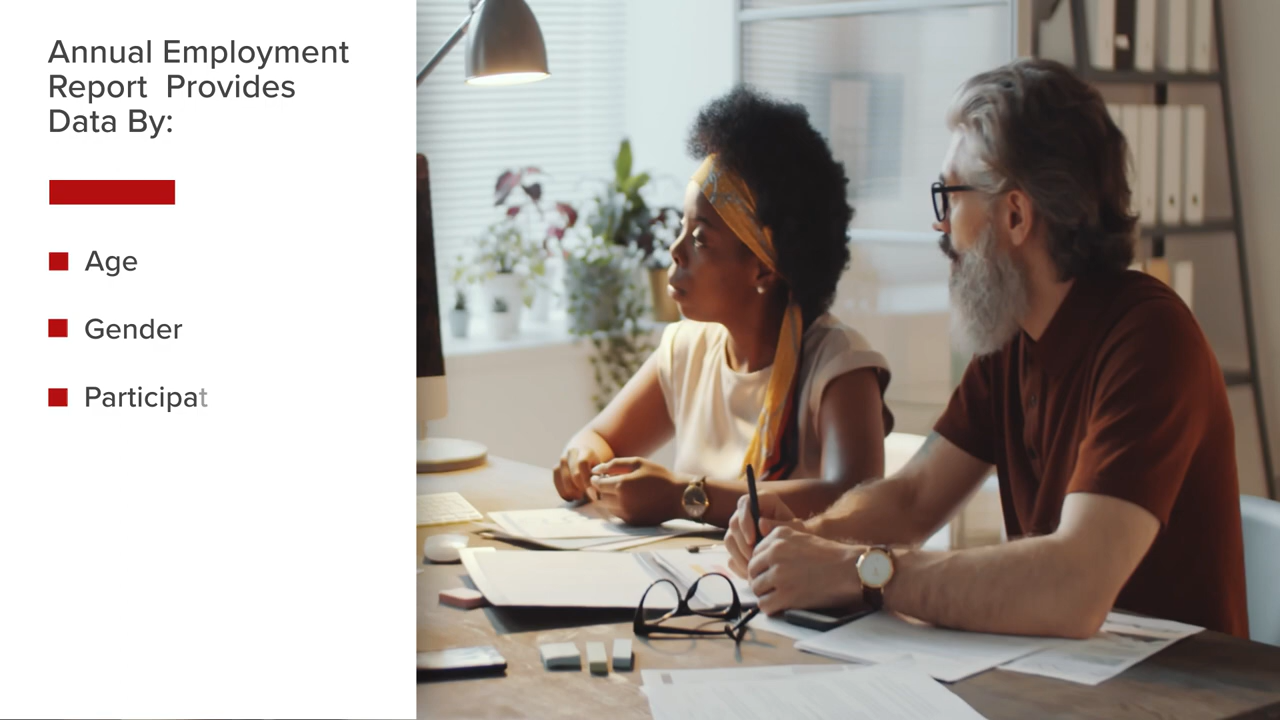 Annual Employment
Report  Provides
Data By:
Age
Gender
Participat